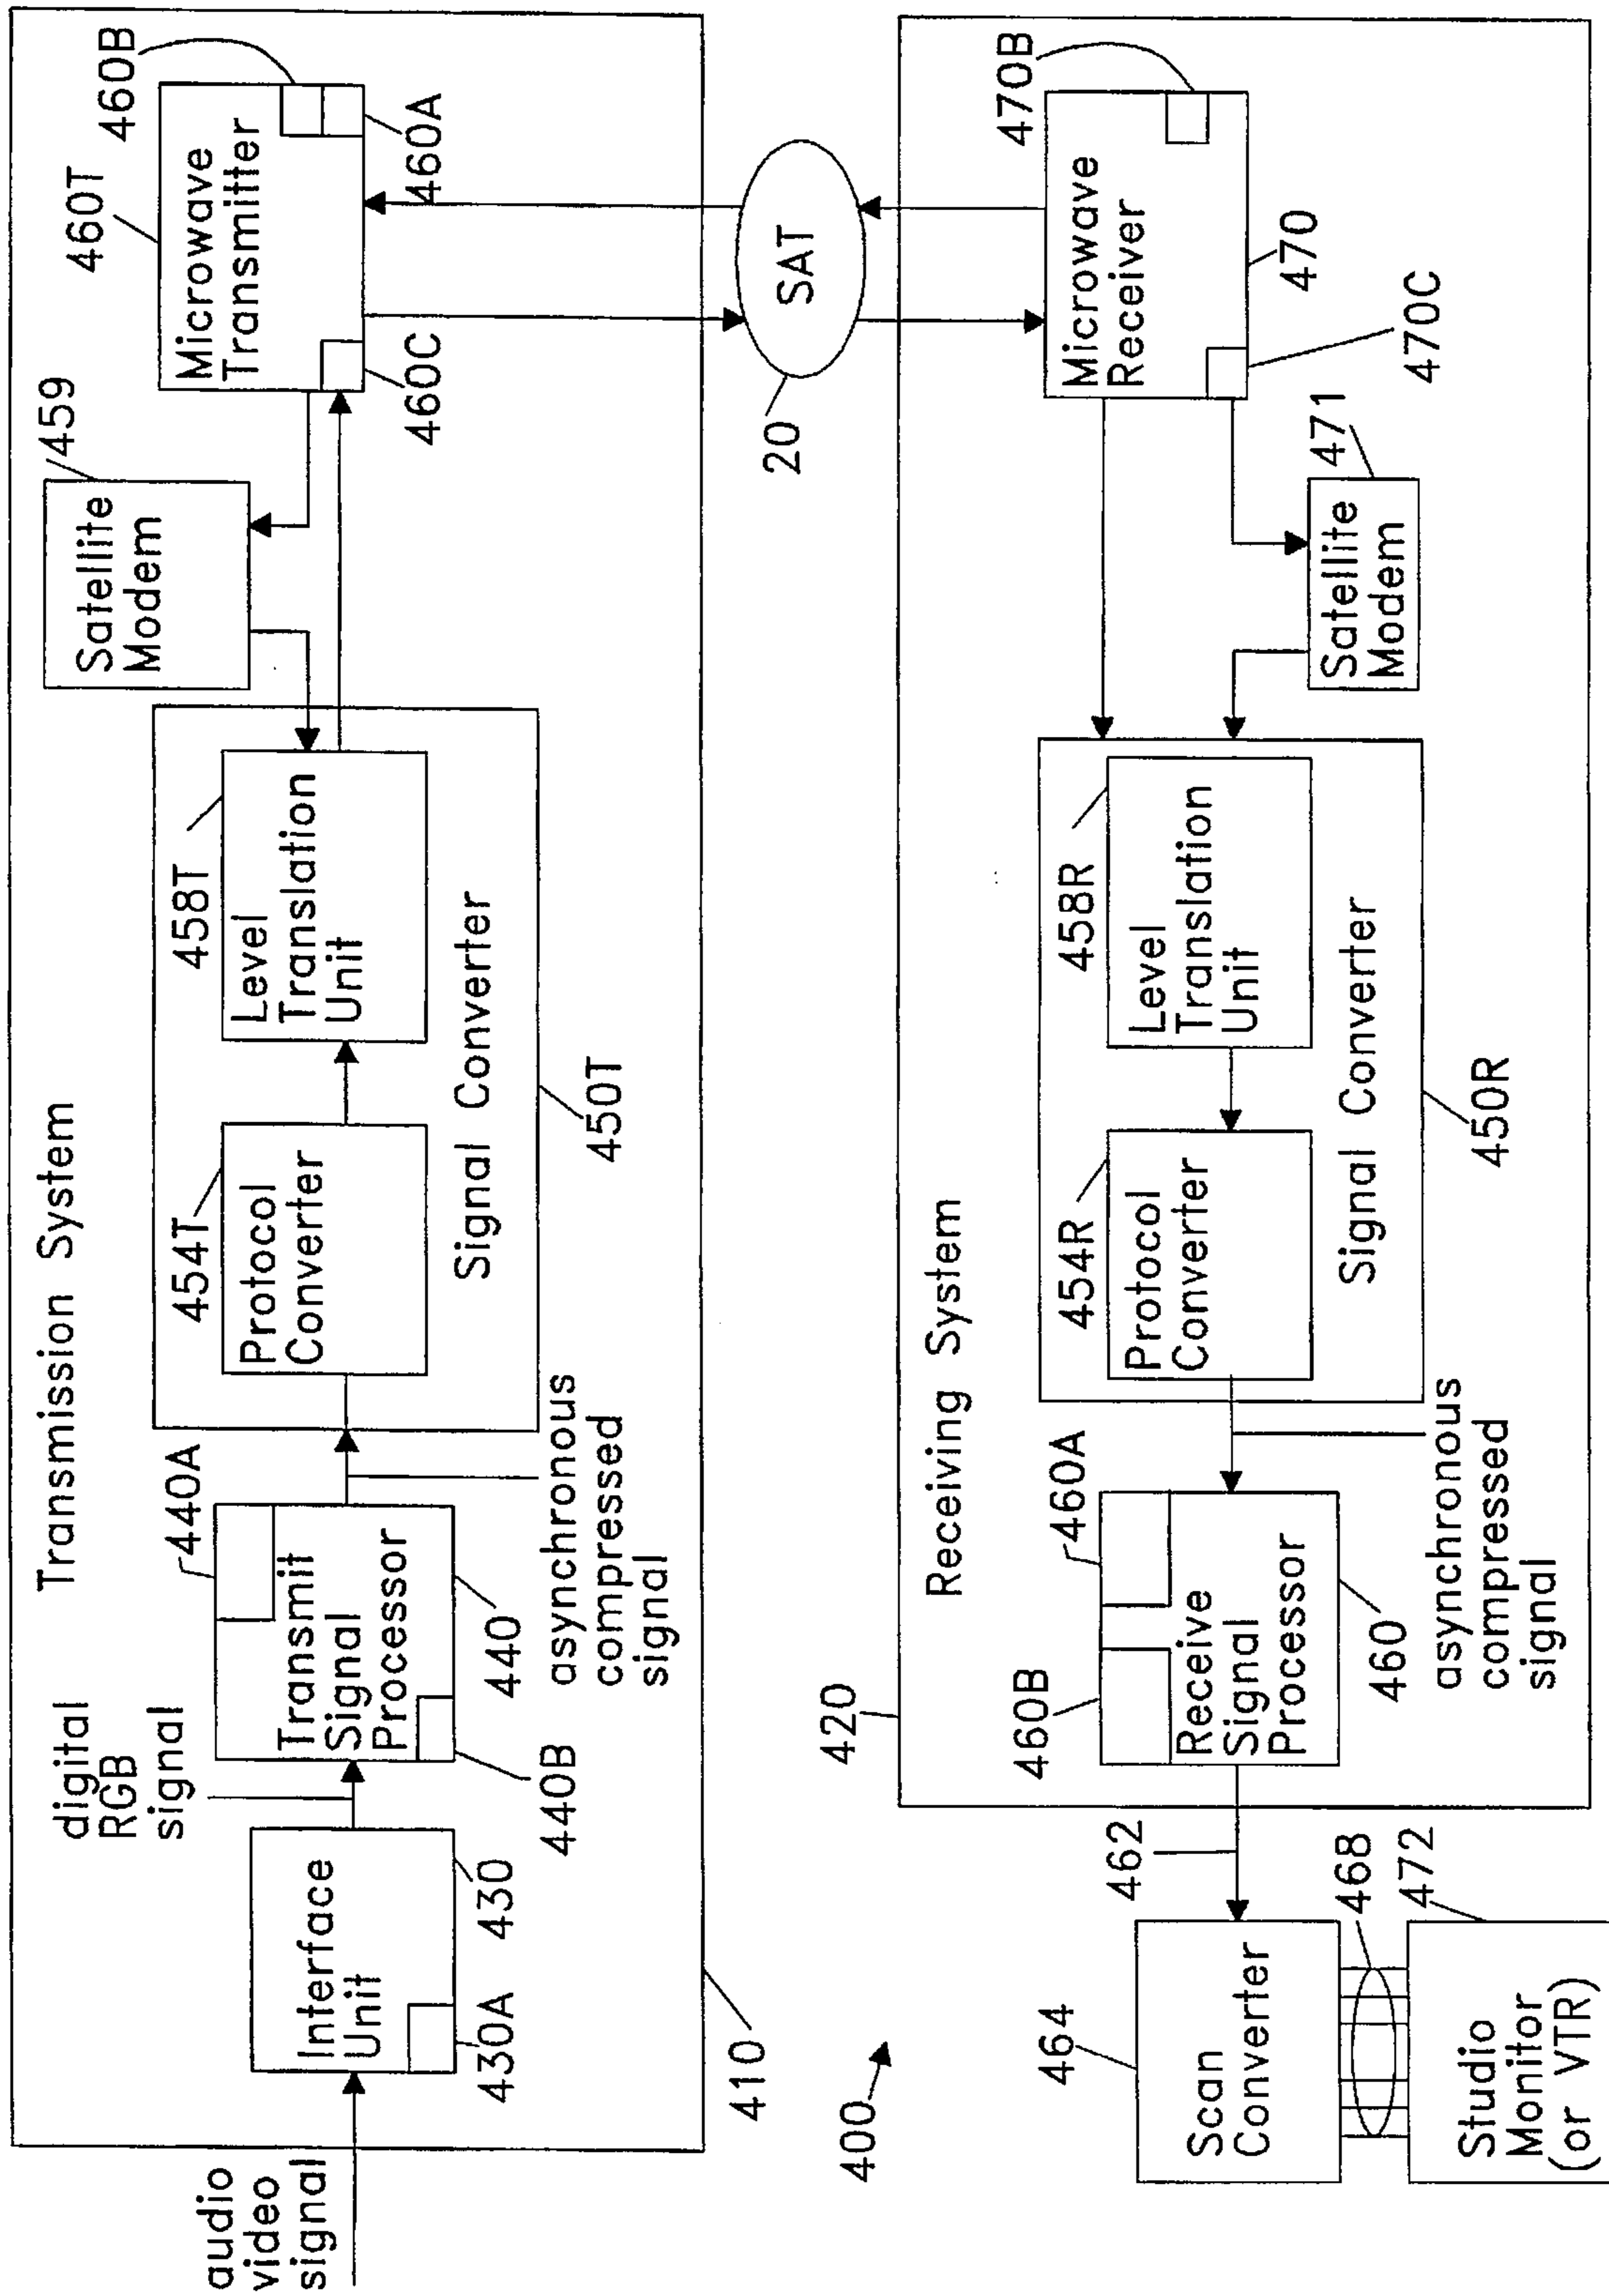 Transmission System
audio
video
signal
Interface
Unit
430A
430
410
digital
RGB
signal
Transmit
Signal
Processor
440A
440B
440
asynchronous
compressed
signal
454T
Protocol
Converter
458T
Level
Translation
Unit
Signal Converter
450T
Satellite
Modem
459
460T
Microwave
Transmitter
460B
460A
460C
SAT
20
400
Receiving System
420
Microwave
Receiver
470B
470
470C
Satellite
Modem
471
458R
Level
Translation
Unit
454R
Protocol
Converter
Signal Converter
450R
asynchronous
compressed
signal
460A
460B
Receive
Signal
Processor
460
462
464
Scan
Converter
468
472
Studio
Monitor
(or VTR)